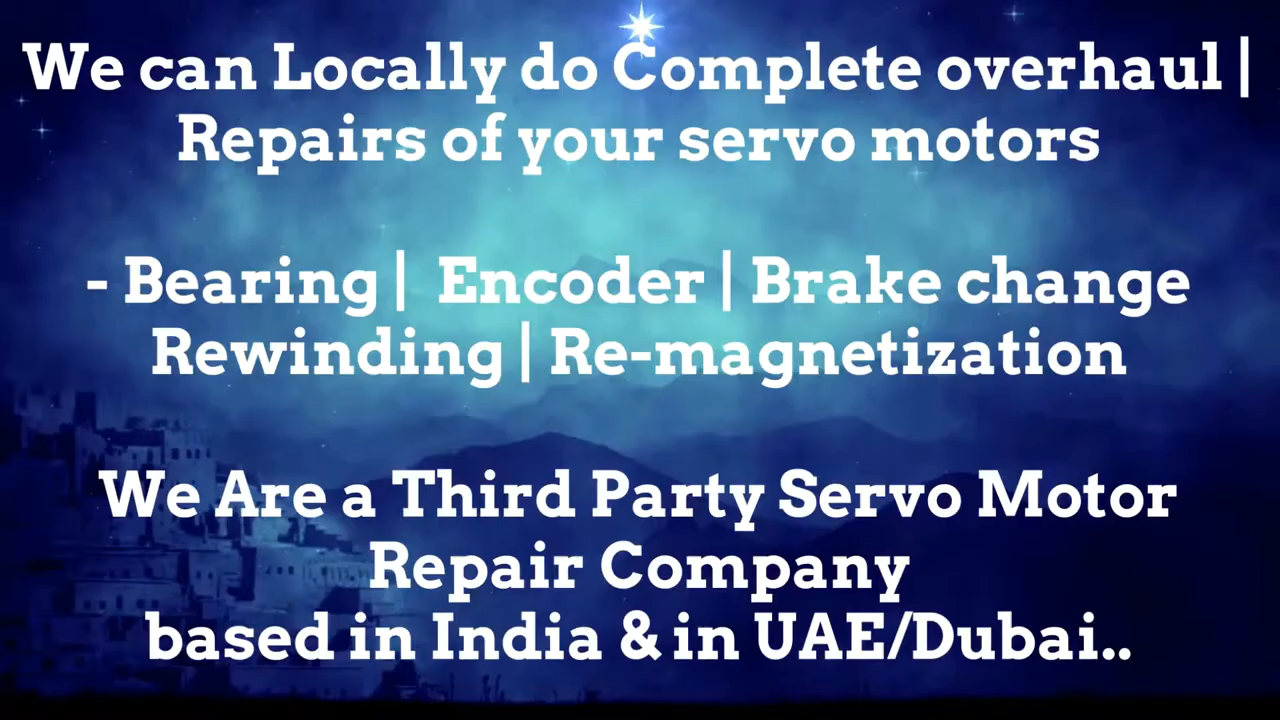 We can Locally do Complete overhaul |
Repairs of your servo motors
- Bearing | Encoder | Brake change
Rewinding | Re-magnetization
We Are a Third Party Servo Motor
Repair Company
based in India & in UAE/Dubai..